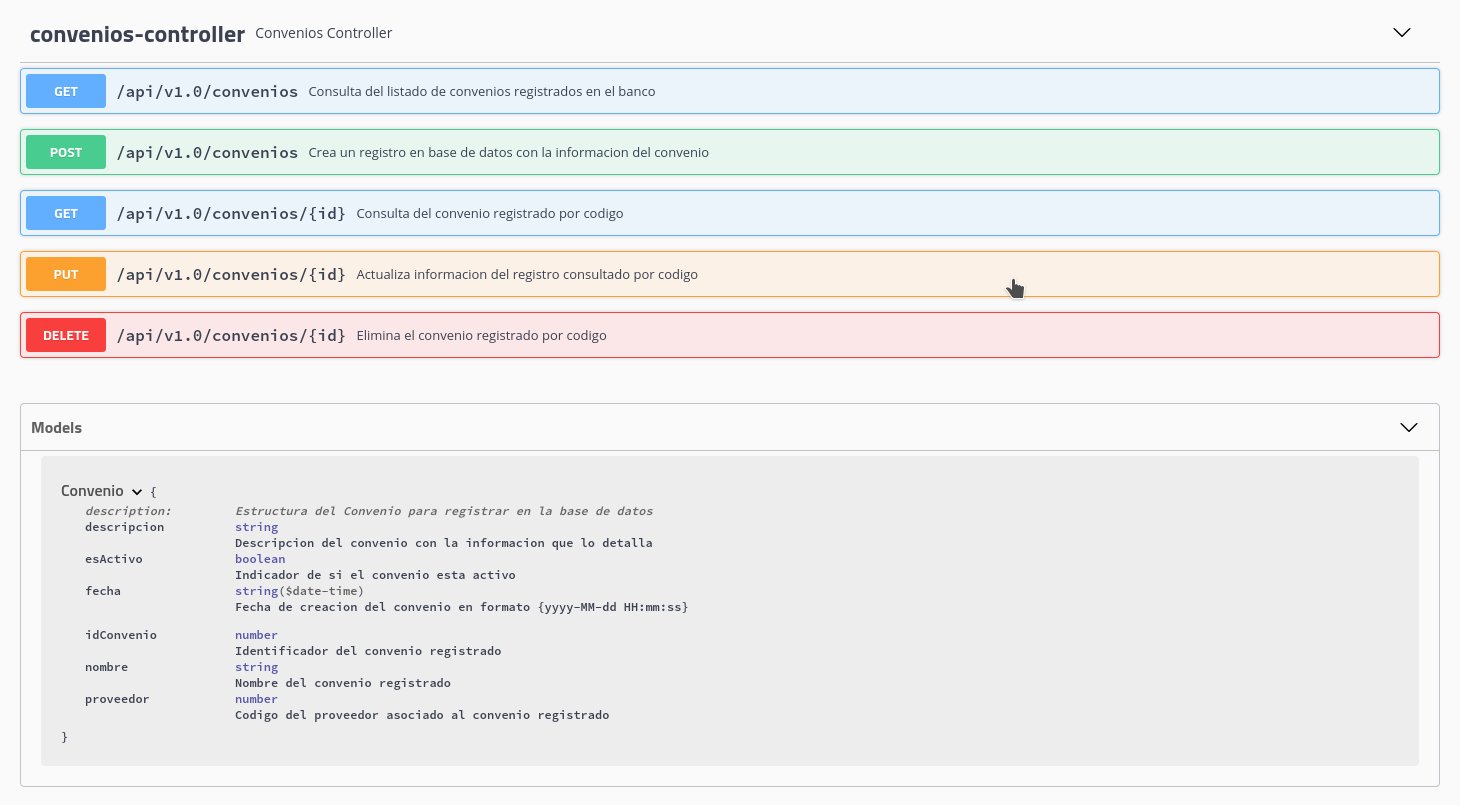 convenios-controller Convenios Controller
GET /api/v1.0/convenios Consulta del listado de convenios registrados en el banco
POST /api/v1.0/convenios Crea un registro en base de datos con la informacion del convenio
GET /api/v1.0/convenios/{id} Consulta del convenio registrado por codigo
PUT /api/v1.0/convenios/{id} Actualiza informacion del registro consultado por codigo
DELETE /api/v1.0/convenios/{id} Elimina el convenio registrado por codigo
Models
Convenio {
description: Estructura del Convenio para registrar en la base de datos
descripcion string
Descripcion del convenio con la informacion que lo detalla
esActivo boolean
Indicador de si el convenio esta activo
fecha string($date-time)
Fecha de creacion del convenio en formato {yyyy-MM-dd HH:mm:ss}
idConvenio number
Identificador del convenio registrado
nombre string
Nombre del convenio registrado
proveedor number
Codigo del proveedor asociado al convenio registrado
}